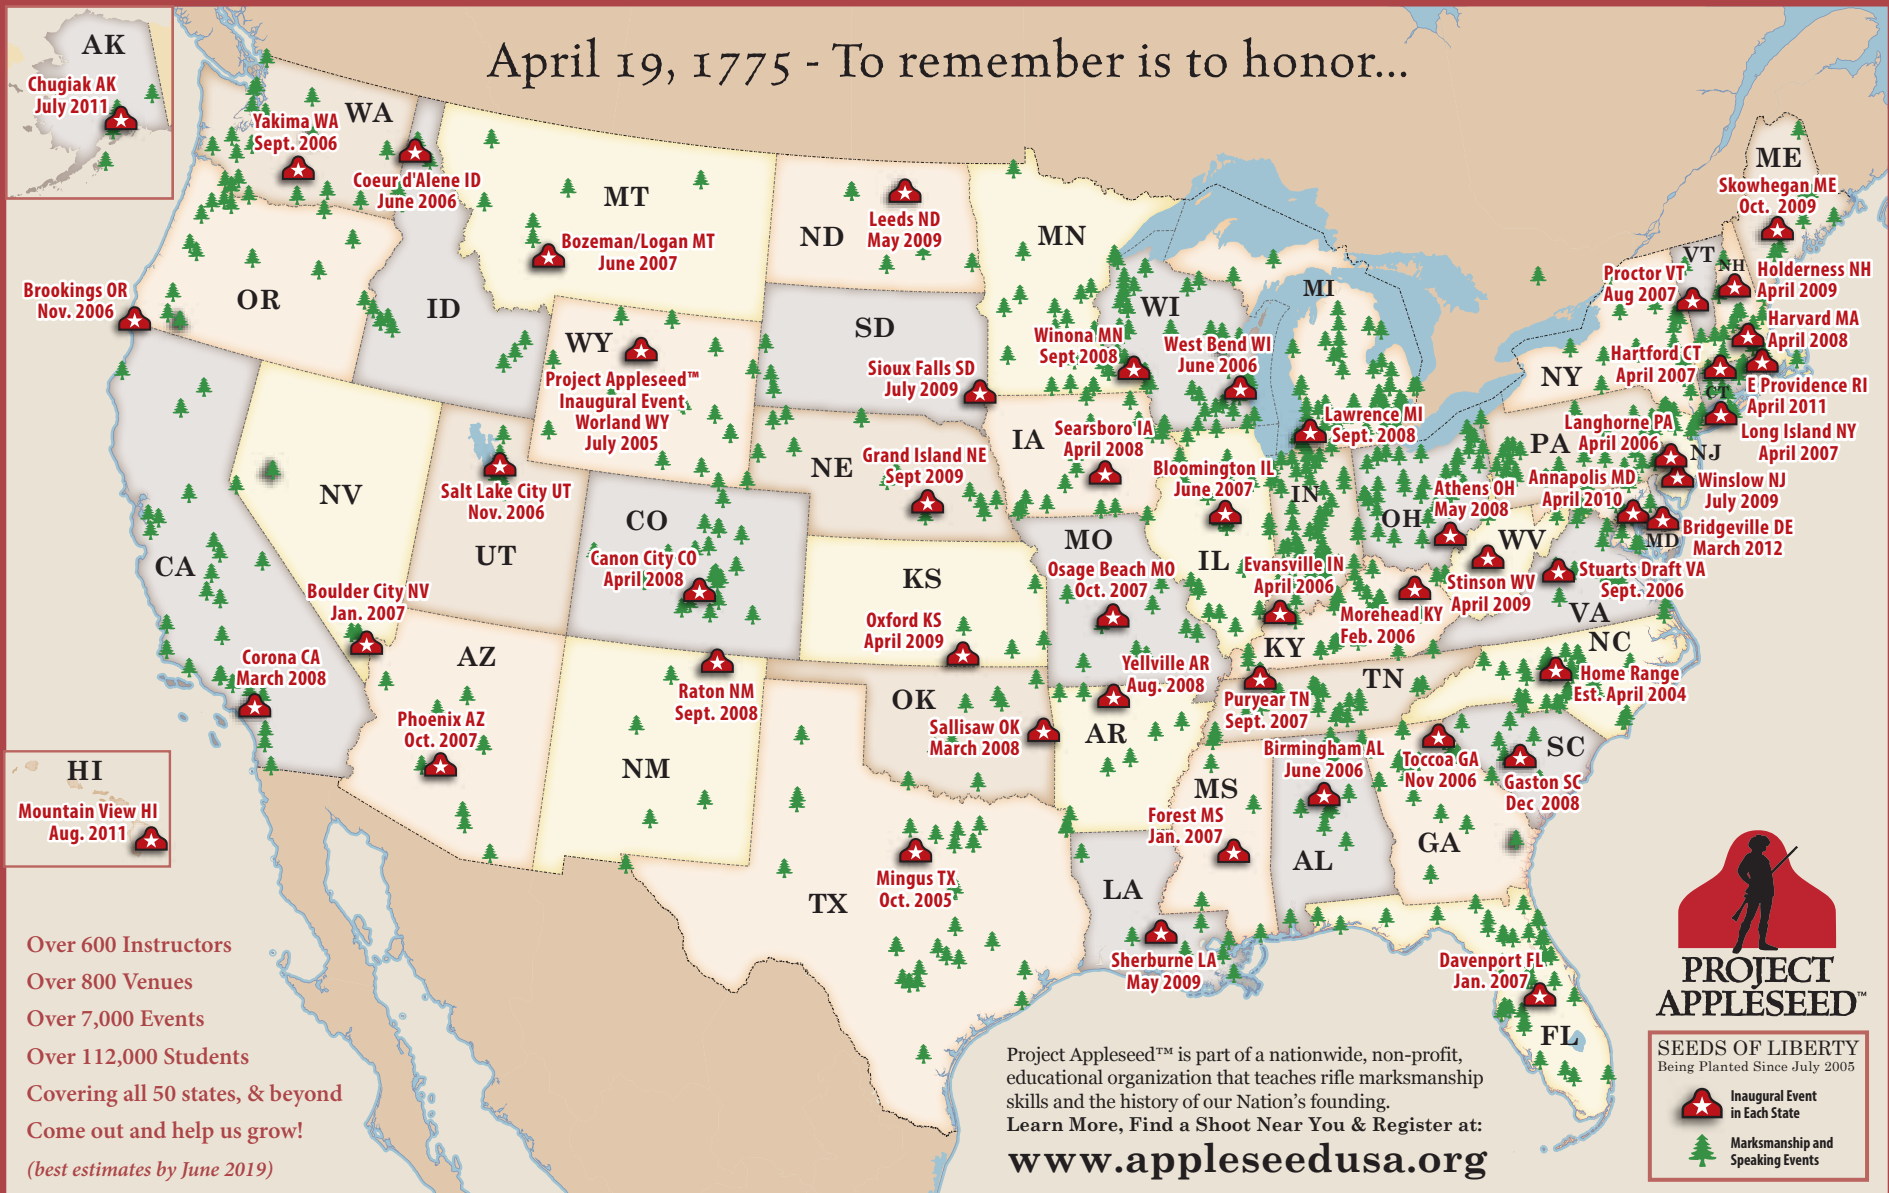 April 19, 1775 - To remember is to honor...
AK
Chugiak AK
July 2011
WA
Yakima WA
Sept. 2006
Coeur d'Alene ID
June 2006
MT
Bozeman/Logan MT
June 2007
ND
Leeds ND
May 2009
MN
ME
Skowhegan ME
Oct. 2009
VT
NH
Proctor VT
Aug 2007
Holderness NH
April 2009
Brookings OR
Nov. 2006
OR
ID
WY
Project Appleseed™
Inaugural Event
Worland WY
July 2005
SD
Sioux Falls SD
July 2009
Winona MN
Sept 2008
WI
West Bend WI
June 2006
MI
Lawrence MI
Sept. 2008
NY
Hartford CT
April 2007
Harvard MA
April 2008
CT
E Providence RI
April 2011
Long Island NY
April 2007
NV
Salt Lake City UT
Nov. 2006
UT
NE
Grand Island NE
Sept 2009
IA
Searsboro IA
April 2008
Bloomington IL
June 2007
IN
OH
Athens OH
May 2008
PA
Langhorne PA
April 2006
NJ
Annapolis MD
April 2010
Winslow NJ
July 2009
Bridgeville DE
March 2012
MD
CA
Boulder City NV
Jan. 2007
CO
Canon City CO
April 2008
KS
Oxford KS
April 2009
MO
Osage Beach MO
Oct. 2007
IL
Evansville IN
April 2006
WV
Stinson WV
April 2009
Stuarts Draft VA
Sept. 2006
VA
Morehead KY
Feb. 2006
KY
Corona CA
March 2008
AZ
Phoenix AZ
Oct. 2007
Raton NM
Sept. 2008
NM
OK
Sallisaw OK
March 2008
Yellville AR
Aug. 2008
AR
Puryear TN
Sept. 2007
TN
NC
Home Range
Est. April 2004
HI
Mountain View HI
Aug. 2011
MS
Forest MS
Jan. 2007
Birmingham AL
June 2006
AL
Toccoa GA
Nov 2006
GA
SC
Gaston SC
Dec 2008
TX
Mingus TX
Oct. 2005
LA
Sherburne LA
May 2009
Davenport FL
Jan. 2007
FL
Over 600 Instructors
Over 800 Venues
Over 7,000 Events
Over 112,000 Students
Covering all 50 states, & beyond
Come out and help us grow!
(best estimates by June 2019)
Project Appleseed™ is part of a nationwide, non-profit,
educational organization that teaches rifle marksmanship
skills and the history of our Nation's founding.
Learn More, Find a Shoot Near You & Register at:
www.appleseedusa.org
PROJECT
APPLESEED™
SEEDS OF LIBERTY
Being Planted Since July 2005
Inaugural Event
in Each State
Marksmanship and
Speaking Events